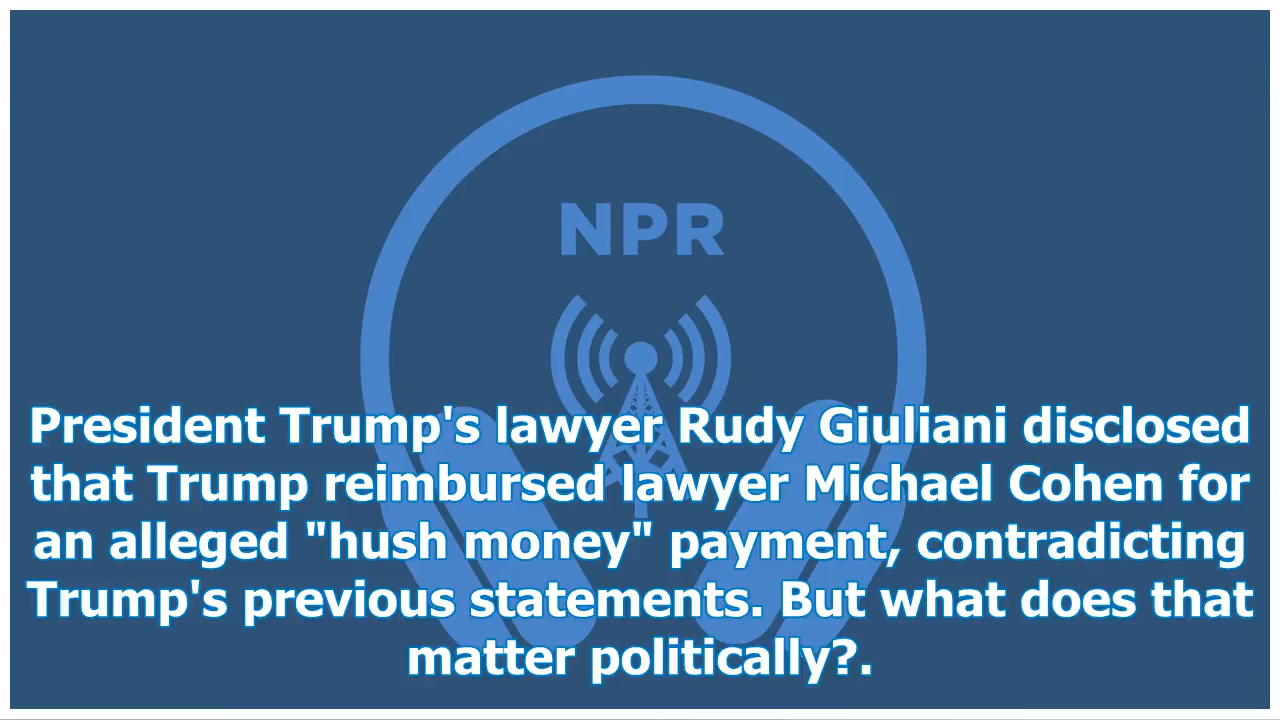 NPR
President Trump's lawyer Rudy Giuliani disclosed
that Trump reimbursed lawyer Michael Cohen for
an alleged "hush money" payment, contradicting
Trump's previous statements. But what does that
matter politically?.